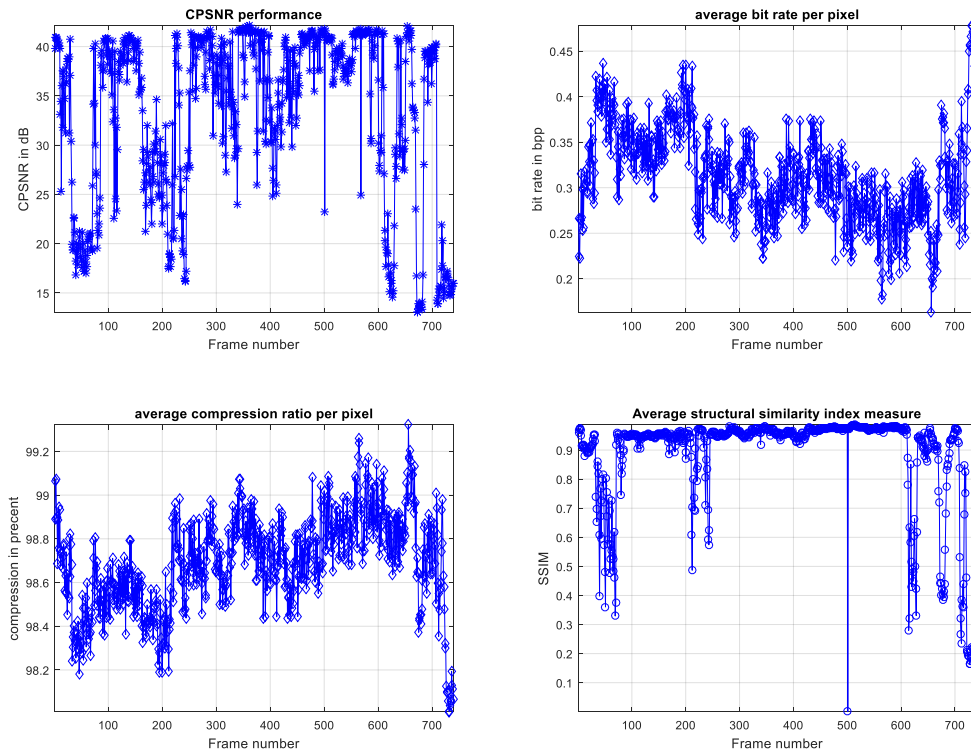 CPSNR performance
CPSNR in dB
40
35
30
25
20
15
100 200 300 400 500 600 700
Frame number
average bit rate per pixel
bit rate in bpp
0.45
0.4
0.35
0.3
0.25
0.2
100 200 300 400 500 600 700
Frame number
average compression ratio per pixel
compression in precent
99.2
99
98.8
98.6
98.4
98.2
100 200 300 400 500 600 700
Frame number
Average structural similarity index measure
SSIM
0.9
0.8
0.7
0.6
0.5
0.4
0.3
0.2
0.1
100 200 300 400 500 600 700
Frame number